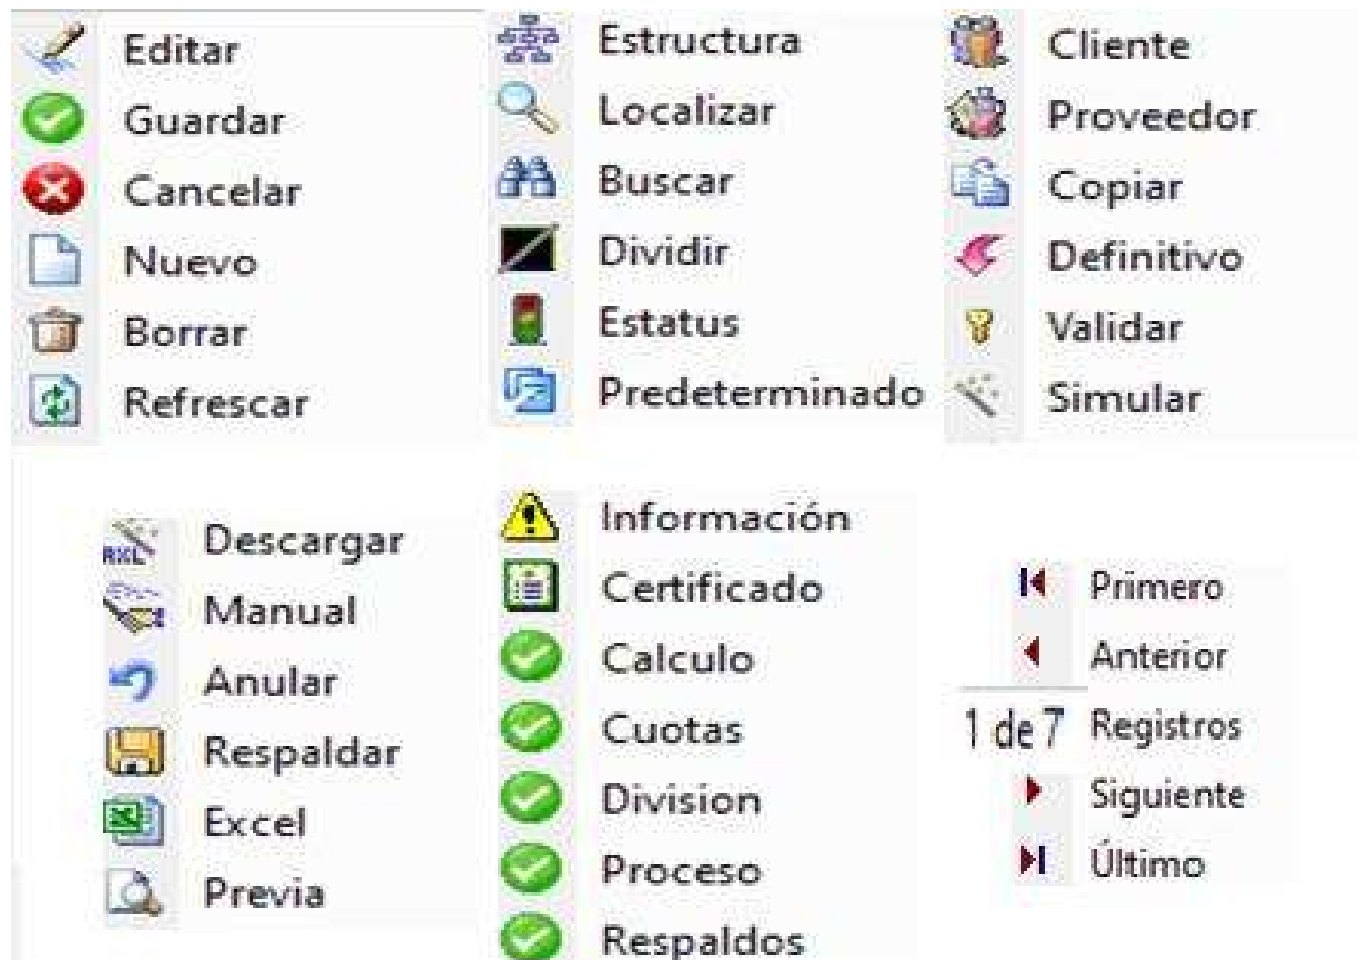 Editar
Guardar
Cancelar
Nuevo
Borrar
Refrescar
Estructura
Localizar
Buscar
Dividir
Estatus
Predeterminado
Cliente
Proveedor
Copiar
Definitivo
Validar
Simular
AXL
Descargar
Manual
Anular
Respaldar
Excel
Previa
Información
Certificado
Calculo
Cuotas
Division
Proceso
Respaldos
Primero
Anterior
1 de 7 Registros
Siguiente
Último